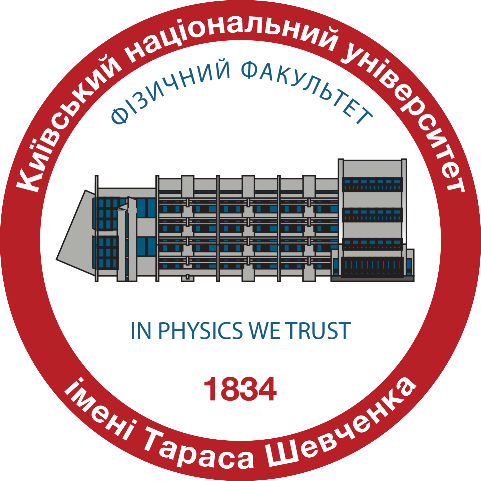 Київський національний університет
імені Тараса Шевченка
ФІЗИЧНИЙ ФАКУЛЬТЕТ
IN PHYSICS WE TRUST
1834